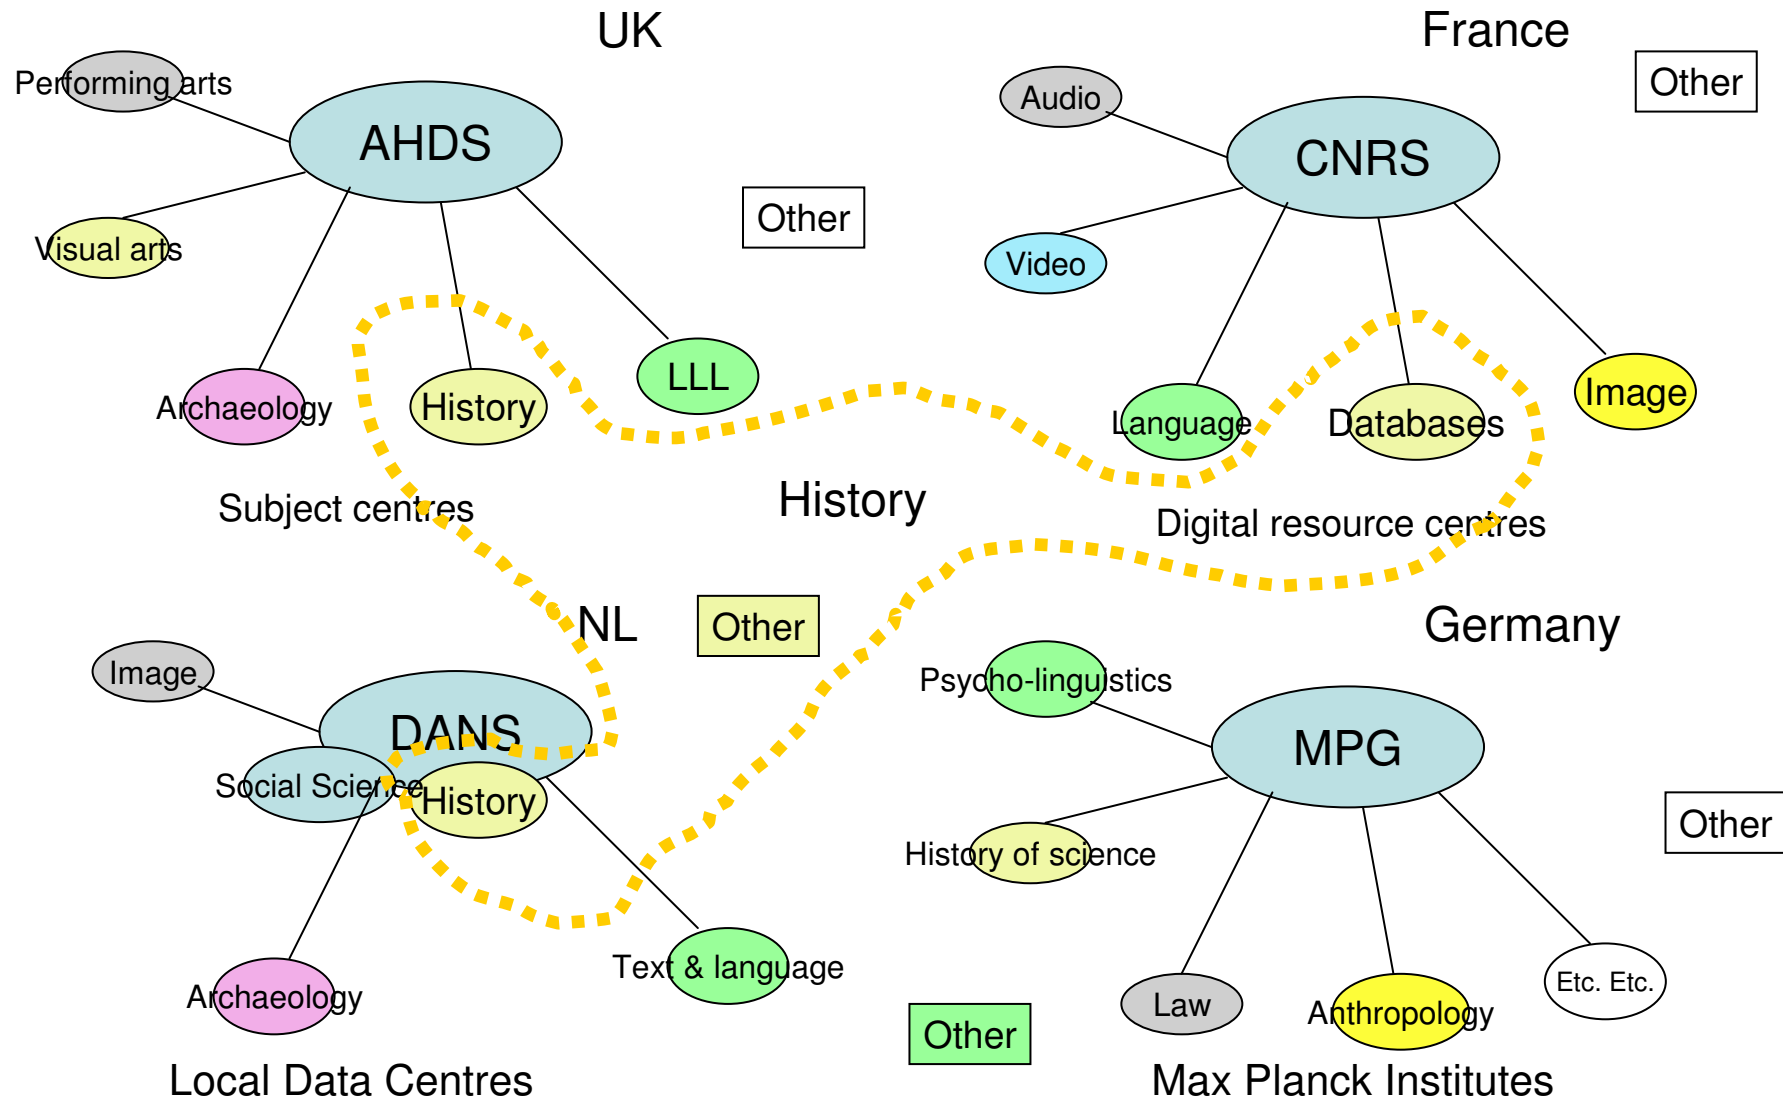 UK
France
Performing arts
AHDS
Audio
CNRS
Other
Other
Visual arts
Video
Archaeology
History
LLL
Language
Databases
Image
Subject centres
History
Digital resource centres
NL
Other
Germany
Image
DANS
Psycho-linguistics
MPG
Social Science
History
Other
History of science
Archaeology
Text & language
Law
Anthropology
Etc. Etc.
Other
Local Data Centres
Max Planck Institutes